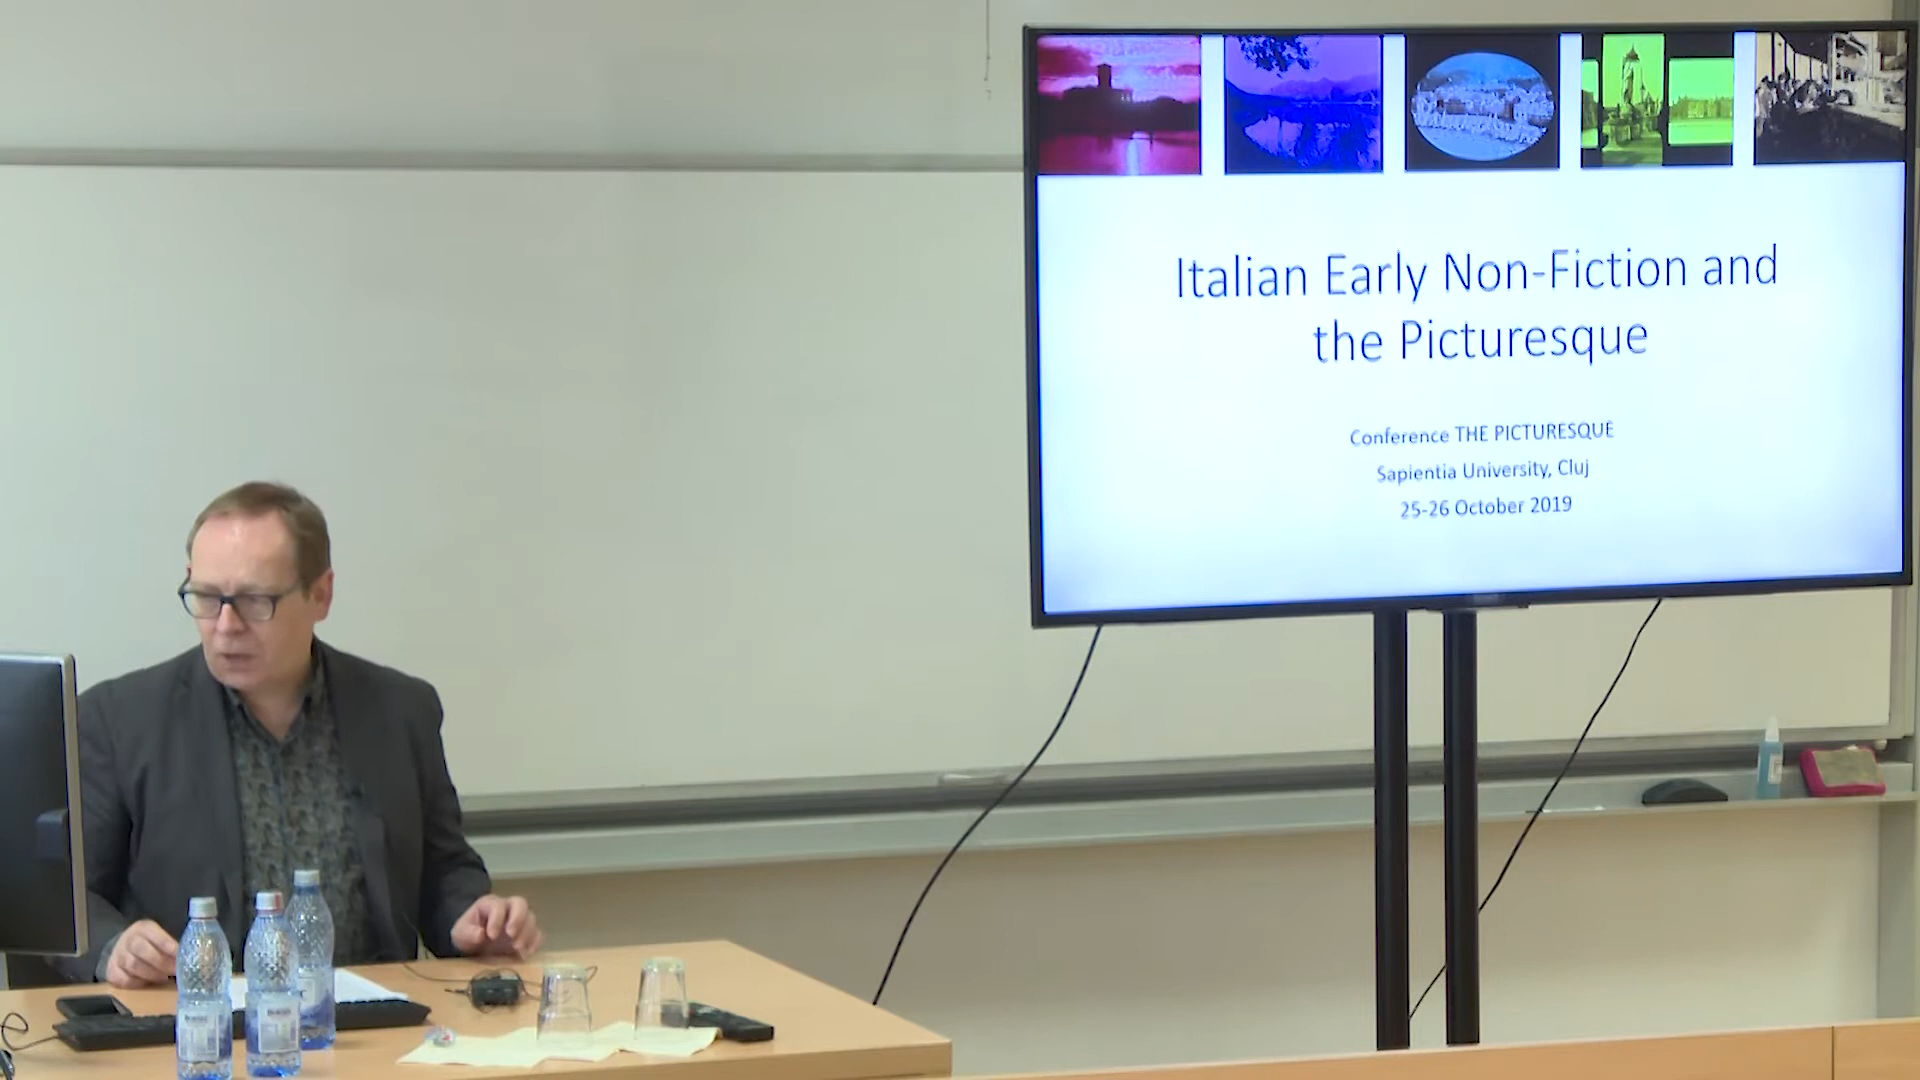 Italian Early Non-Fiction and
the Picturesque
Conference THE PICTURESQUE
Sapientia University, Cluj
25-26 October 2019